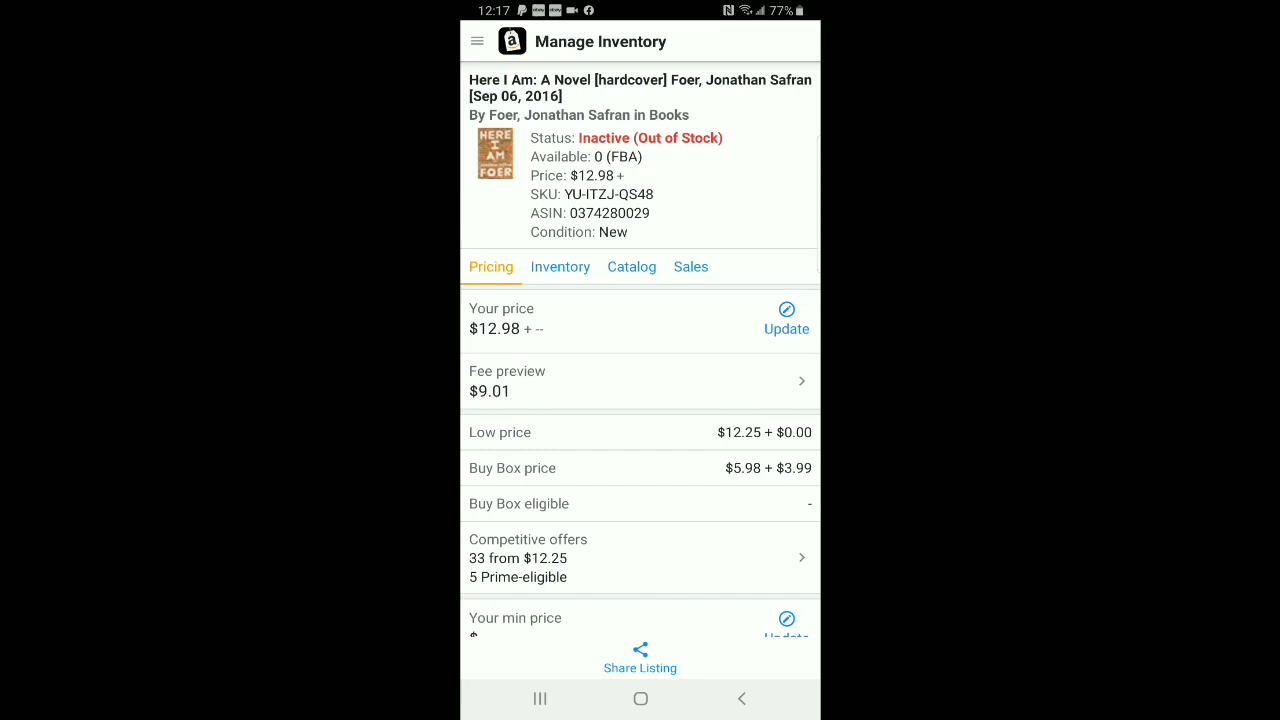 12:17 77%
Manage Inventory
Here I Am: A Novel [hardcover] Foer, Jonathan Safran
[Sep 06, 2016]
By Foer, Jonathan Safran in Books
HERE
I
AM
FOER
Status: Inactive (Out of Stock)
Available: 0 (FBA)
Price: $12.98 +
SKU: YU-ITZJ-QS48
ASIN: 0374280029
Condition: New
Pricing Inventory Catalog Sales
Your price
$12.98 + --
Update
Fee preview
$9.01
Low price $12.25 + $0.00
Buy Box price $5.98 + $3.99
Buy Box eligible -
Competitive offers
33 from $12.25
5 Prime-eligible
Your min price
$
Update
Share Listing